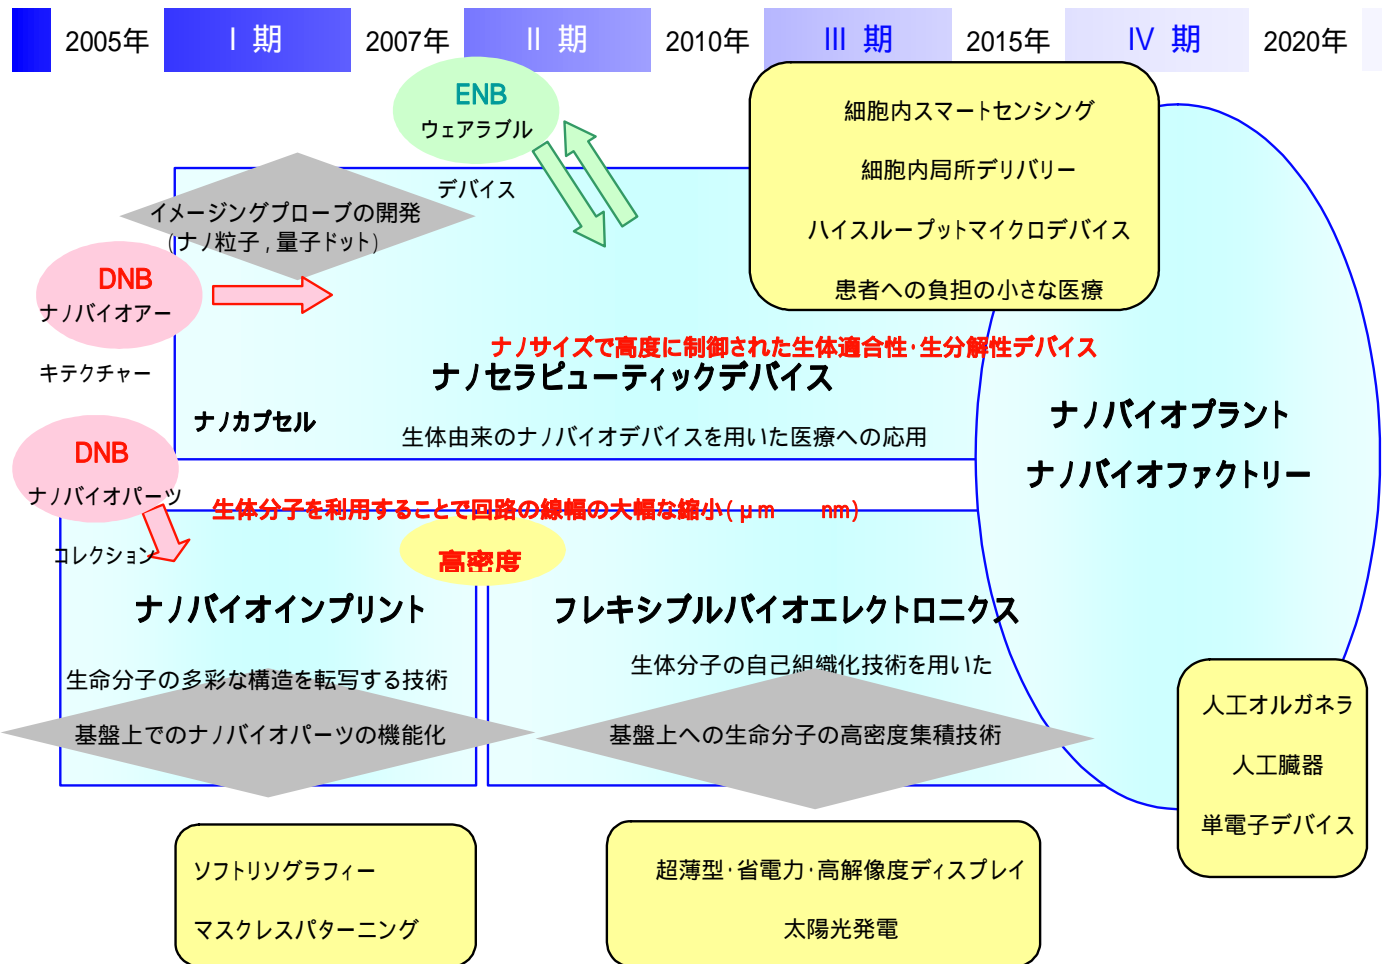 2005年
I 期
2007年
II 期
2010年
III 期
2015年
IV 期
2020年
ENB
ウェアラブル
デバイス
細胞内スマートセンシング
細胞内局所デリバリー
ハイスループットマイクロデバイス
患者への負担の小さな医療
イメージングプローブの開発
(ナノ粒子,量子ドット)
DNB
ナノバイオアー
キテクチャー
ナノサイズで高度に制御された生体適合性・生分解性デバイス
ナノセラピューティックデバイス
ナノカプセル
生体由来のナノバイオデバイスを用いた医療への応用
ナノバイオプラント
ナノバイオファクトリー
DNB
ナノバイオパーツ
コレクション
生体分子を利用することで回路の線幅の大幅な縮小(μm nm)
高密度
ナノバイオインプリント
生命分子の多彩な構造を転写する技術
基盤上でのナノバイオパーツの機能化
フレキシブルバイオエレクトロニクス
生体分子の自己組織化技術を用いた
基盤上への生命分子の高密度集積技術
人工オルガネラ
人工臓器
単電子デバイス
ソフトリソグラフィー
マスクレスパターニング
超薄型・省電力・高解像度ディスプレイ
太陽光発電